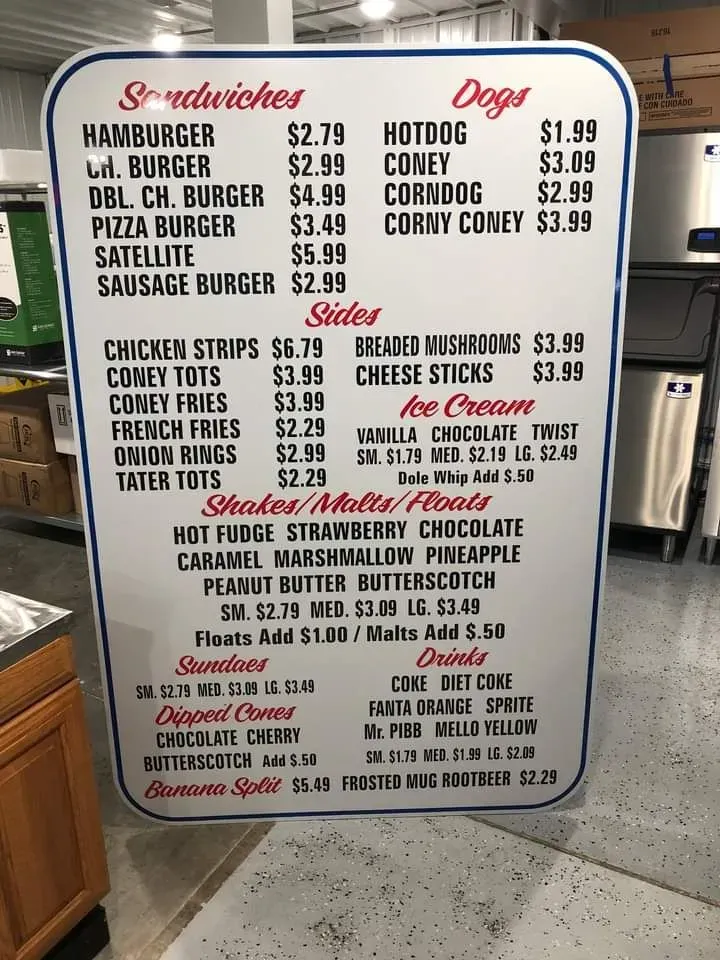 Sandwiches
HAMBURGER $2.79
CH. BURGER $2.99
DBL. CH. BURGER $4.99
PIZZA BURGER $3.49
SATELLITE $5.99
SAUSAGE BURGER $2.99
Dogs
HOTDOG $1.99
CONEY $3.09
CORNDOG $2.99
CORNY CONEY $3.99
Sides
CHICKEN STRIPS $6.79
CONEY TOTS $3.99
CONEY FRIES $3.99
FRENCH FRIES $2.29
ONION RINGS $2.99
TATER TOTS $2.29
BREADED MUSHROOMS $3.99
CHEESE STICKS $3.99
Ice Cream
VANILLA CHOCOLATE TWIST
SM. $1.79 MED. $2.19 LG. $2.49
Dole Whip Add $.50
Shakes/Malts/Floats
HOT FUDGE STRAWBERRY CHOCOLATE
CARAMEL MARSHMALLOW PINEAPPLE
PEANUT BUTTER BUTTERSCOTCH
SM. $2.79 MED. $3.09 LG. $3.49
Floats Add $1.00 / Malts Add $.50
Sundaes
SM. $2.79 MED. $3.09 LG. $3.49
Dipped Cones
CHOCOLATE CHERRY
BUTTERSCOTCH Add $.50
Banana Split $5.49
Drinks
COKE DIET COKE
FANTA ORANGE SPRITE
Mr. PIBB MELLO YELLOW
SM. $1.79 MED. $1.99 LG. $2.09
FROSTED MUG ROOTBEER $2.29
E WITH CARE
CON CUIDADO